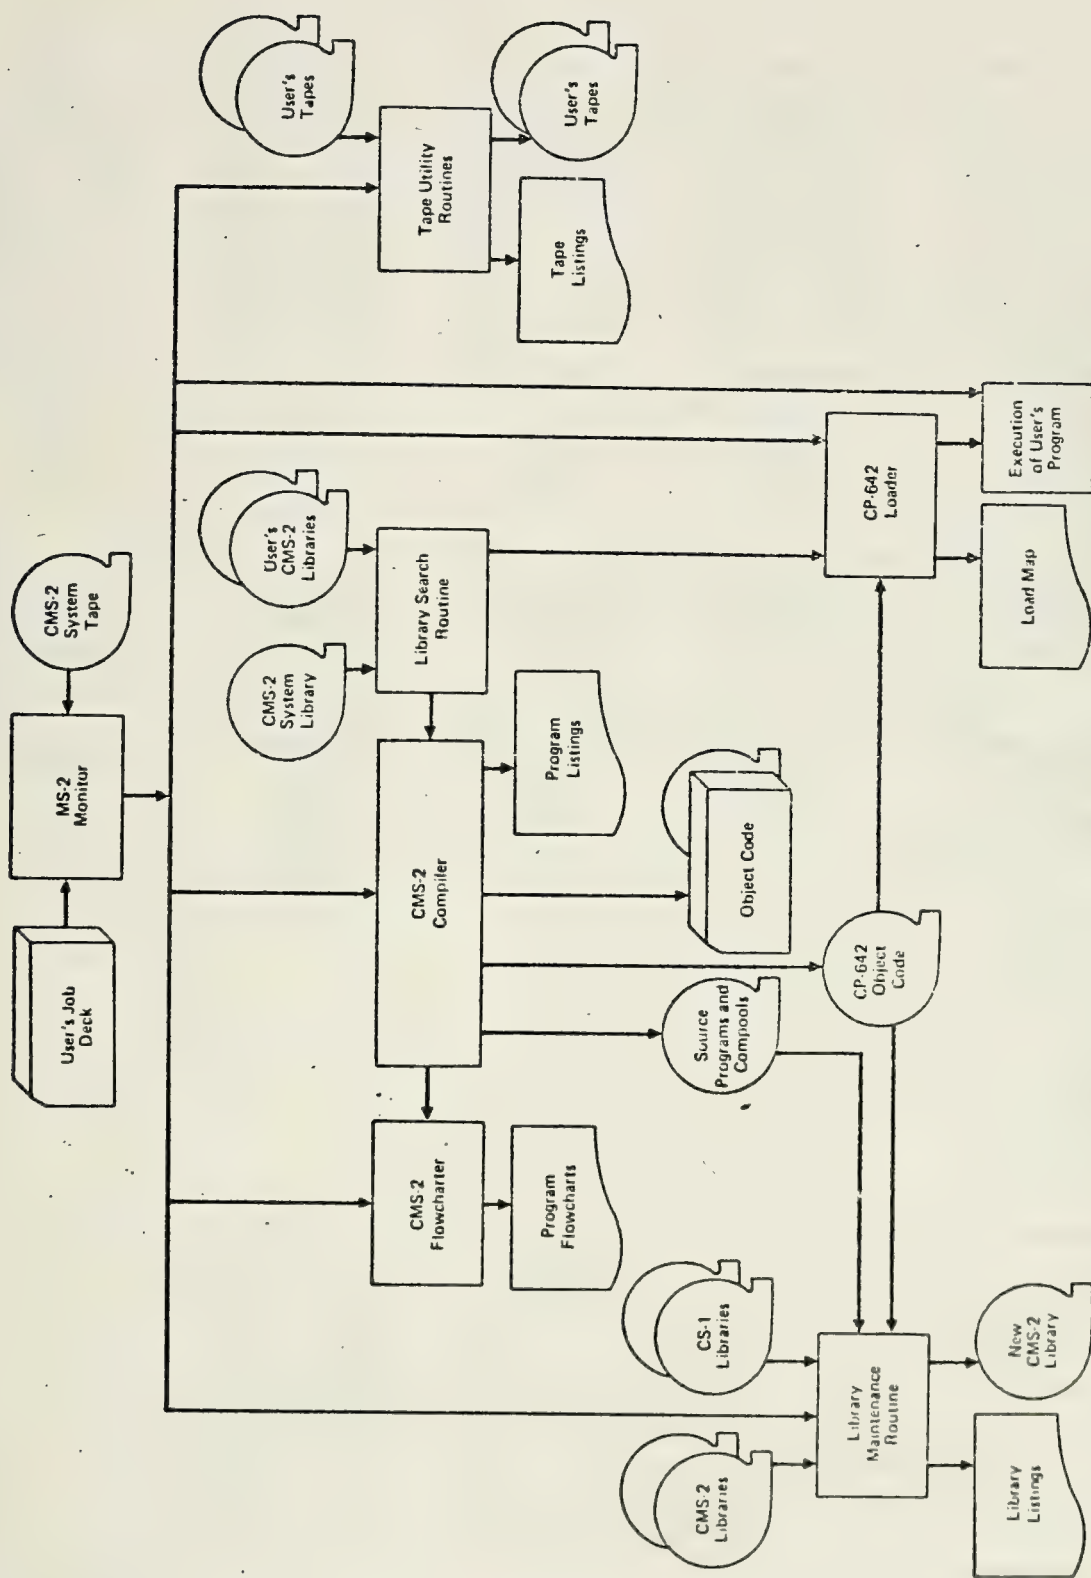 User's Job
Deck
MS-2
Monitor
CMS-2
System
Tape
CMS-2
Flowcharter
Program
Flowcharts
CMS-2
Compiler
Program
Listings
CMS-2
System
Library
User's
CMS-2
Libraries
Library Search
Routine
User's
Tapes
Tape Utility
Routines
Tape
Listings
User's
Tapes
CMS-2
Libraries
CS-1
Libraries
Library
Maintenance
Routine
Library
Listings
New
CMS-2
Library
Source
Programs and
Compools
Object Code
CP-642
Object
Code
CP-642
Loader
Load Map
Execution
of User's
Program